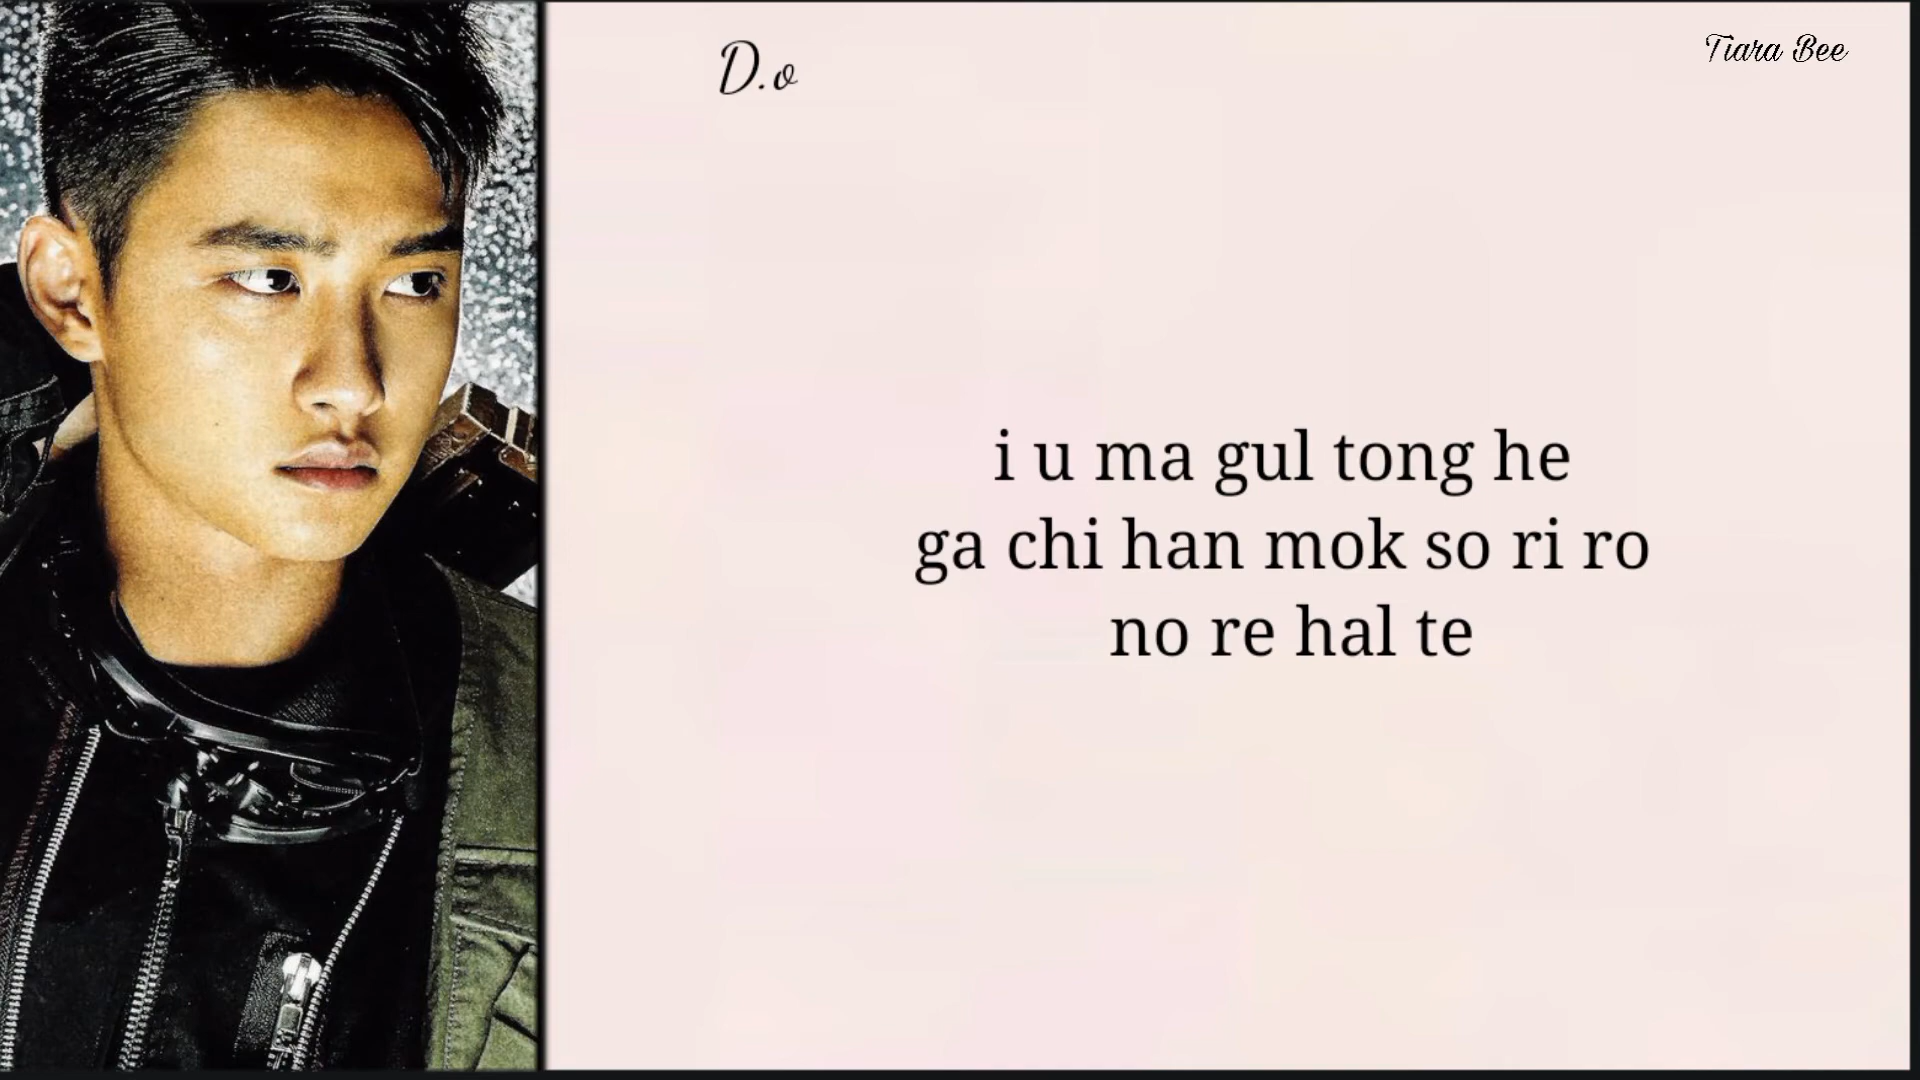 D.o
Tiara Bee
i u ma gul tong he
ga chi han mok so ri ro
no re hal te